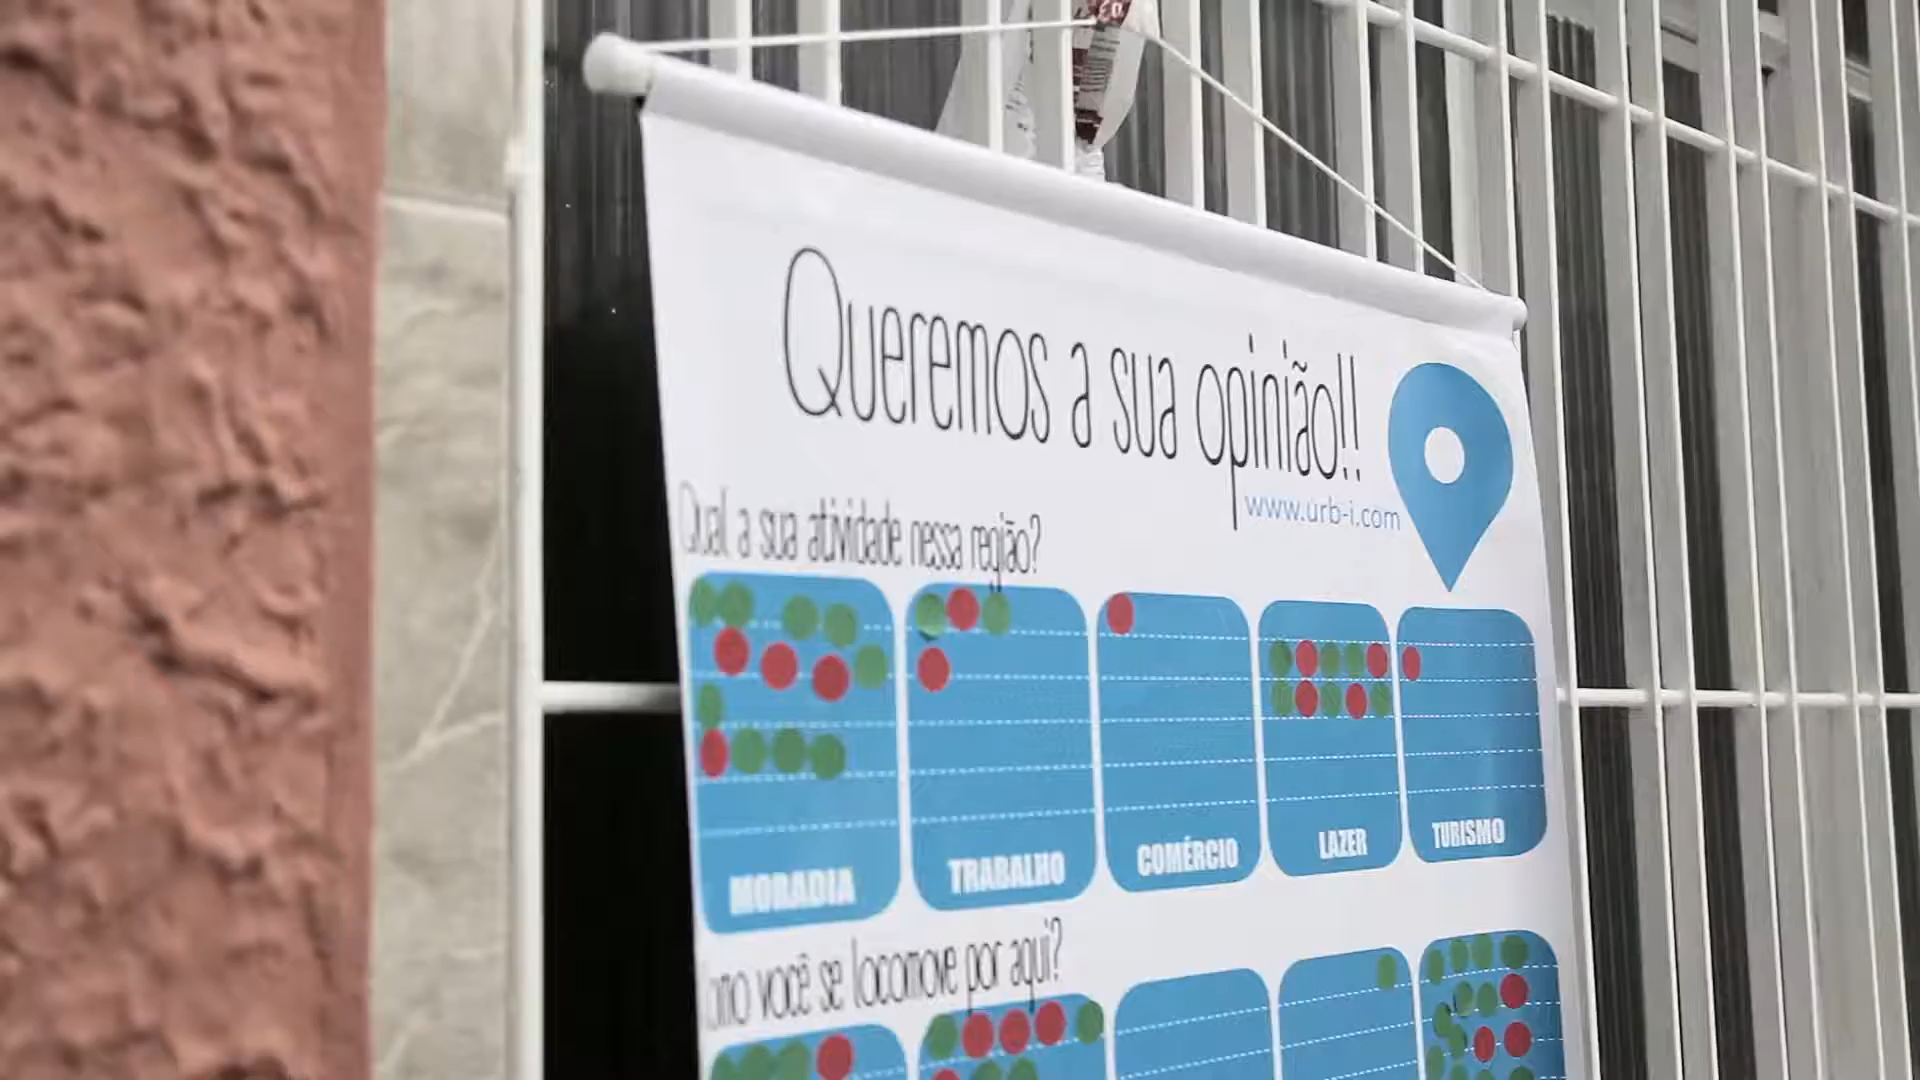 Queremos a sua opinião!!
www.urb-i.com
Qual a sua atividade nessa região?
MORADIA TRABALHO COMÉRCIO LAZER TURISMO
você se locomove por aqui?